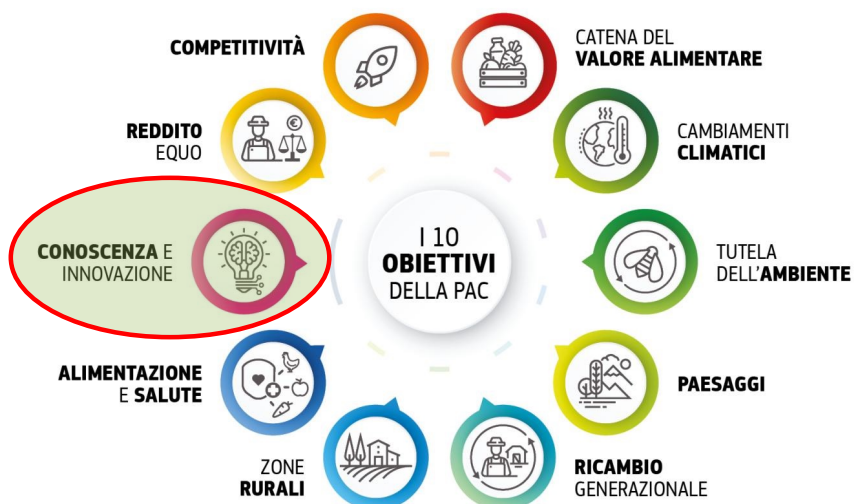 COMPETITIVITÀ
CATENA DEL
VALORE ALIMENTARE
REDDITO
EQUO
€
CAMBIAMENTI
CLIMATICI
CONOSCENZA E
INNOVAZIONE
I 10
OBIETTIVI
DELLA PAC
TUTELA
DELL'AMBIENTE
ALIMENTAZIONE
E SALUTE
PAESAGGI
ZONE
RURALI
RICAMBIO
GENERAZIONALE